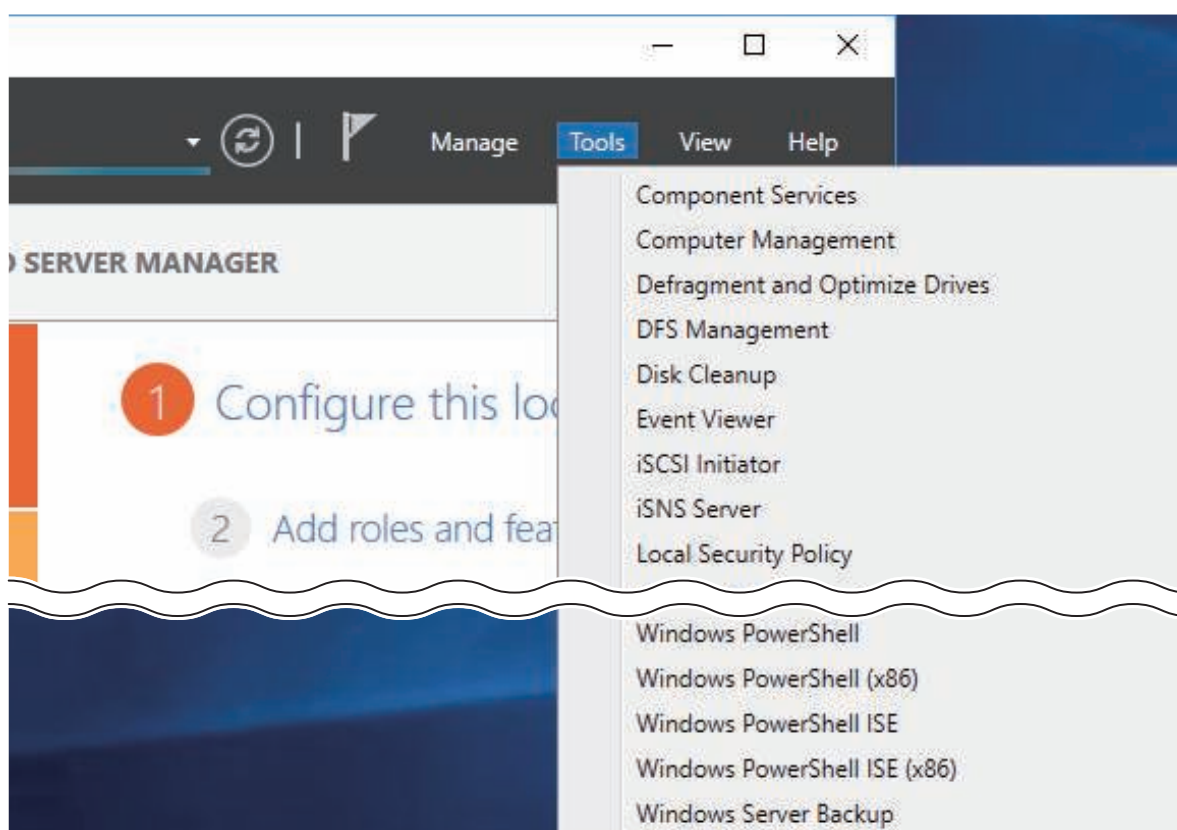 Manage Tools View Help
SERVER MANAGER
1 Configure this
2 Add roles and
Component Services
Computer Management
Defragment and Optimize Drives
DFS Management
Disk Cleanup
Event Viewer
iSCSI Initiator
iSNS Server
Local Security Policy
Windows PowerShell
Windows PowerShell (x86)
Windows PowerShell ISE
Windows PowerShell ISE (x86)
Windows Server Backup